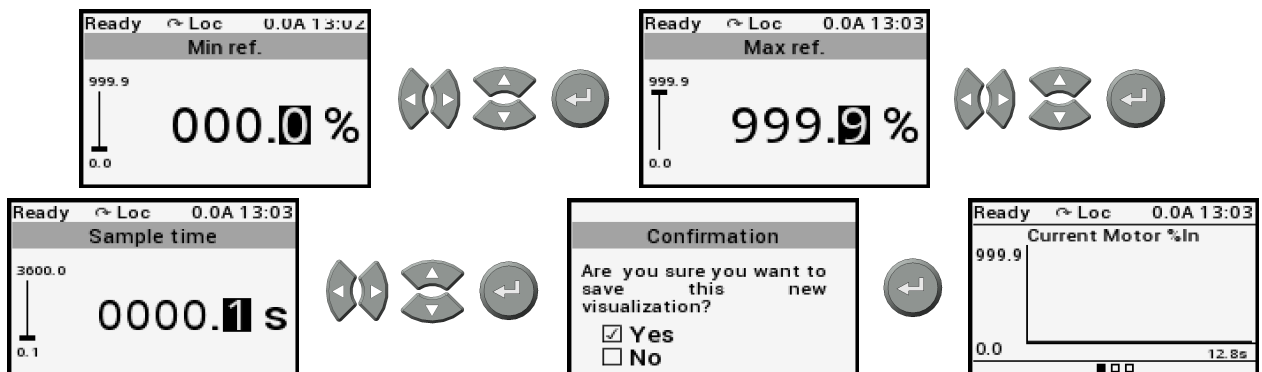 Ready Loc 0.0A 13:02
Min ref.
999.9
000.0 %
0.0
Ready Loc 0.0A 13:03
Max ref.
999.9
999.9 %
0.0
Ready Loc 0.0A 13:03
Sample time
3600.0
0000.1 s
0.1
Confirmation
Are you sure you want to
save this new
visualization?
Yes
No
Ready Loc 0.0A 13:03
Current Motor %In
999.9
0.0
12.8s